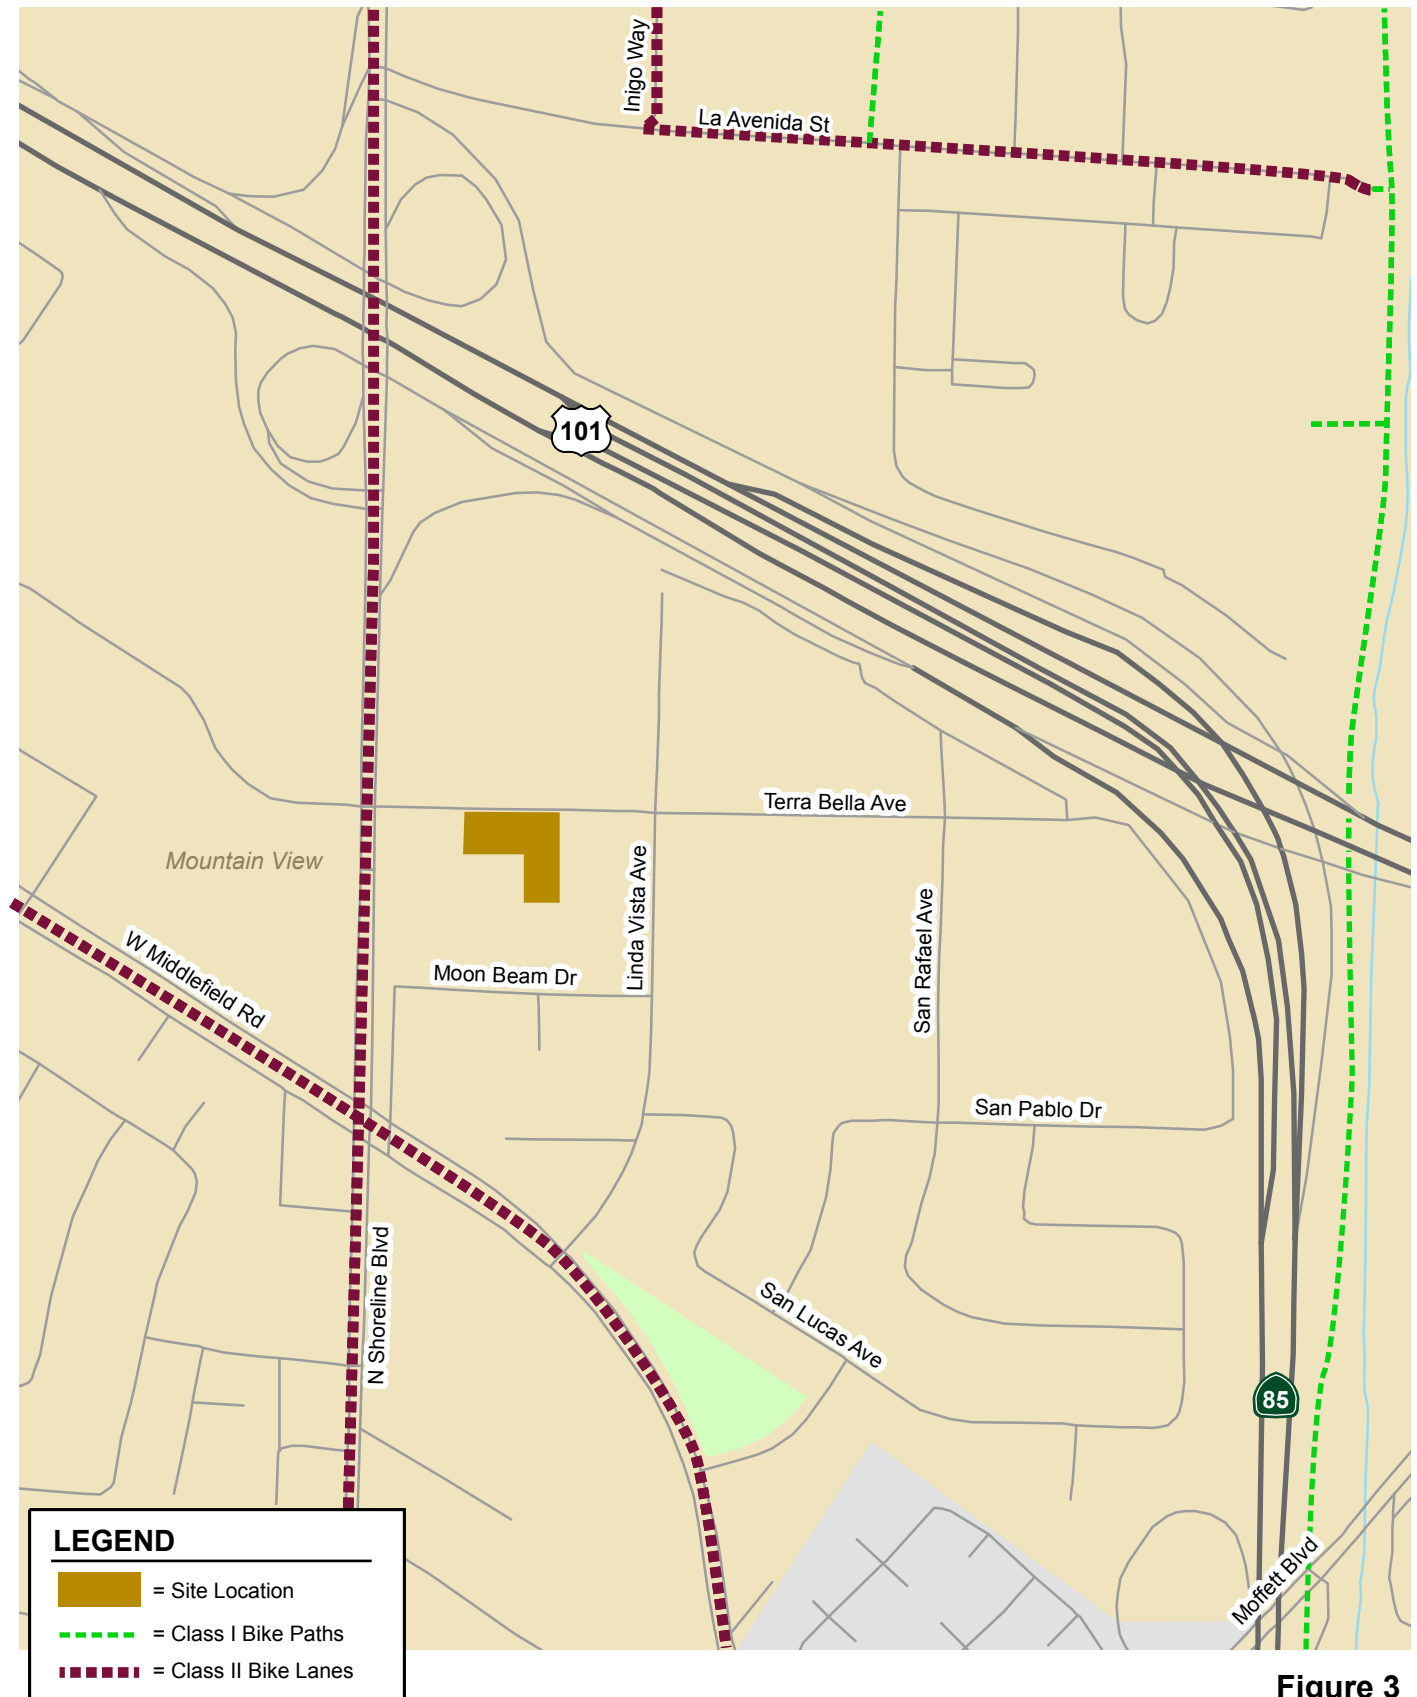 Inigo Way
La Avenida St
101
Terra Bella Ave
Mountain View
Linda Vista Ave
San Rafael Ave
W Middlefield Rd
Moon Beam Dr
San Pablo Dr
N Shoreline Blvd
San Lucas Ave
85
Moffett Blvd
LEGEND
= Site Location
= Class I Bike Paths
= Class II Bike Lanes
Figure 3